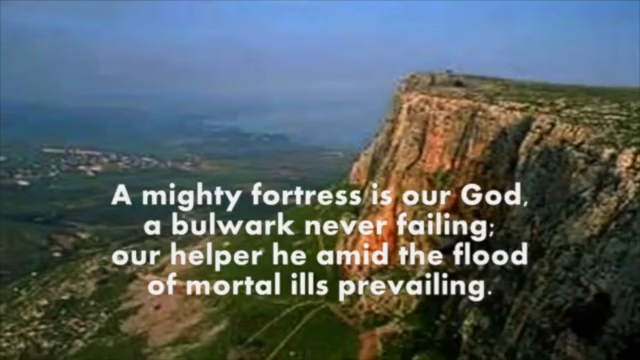 A mighty fortress is our God,
a bulwark never failing;
our helper he amid the flood
of mortal ills prevailing.